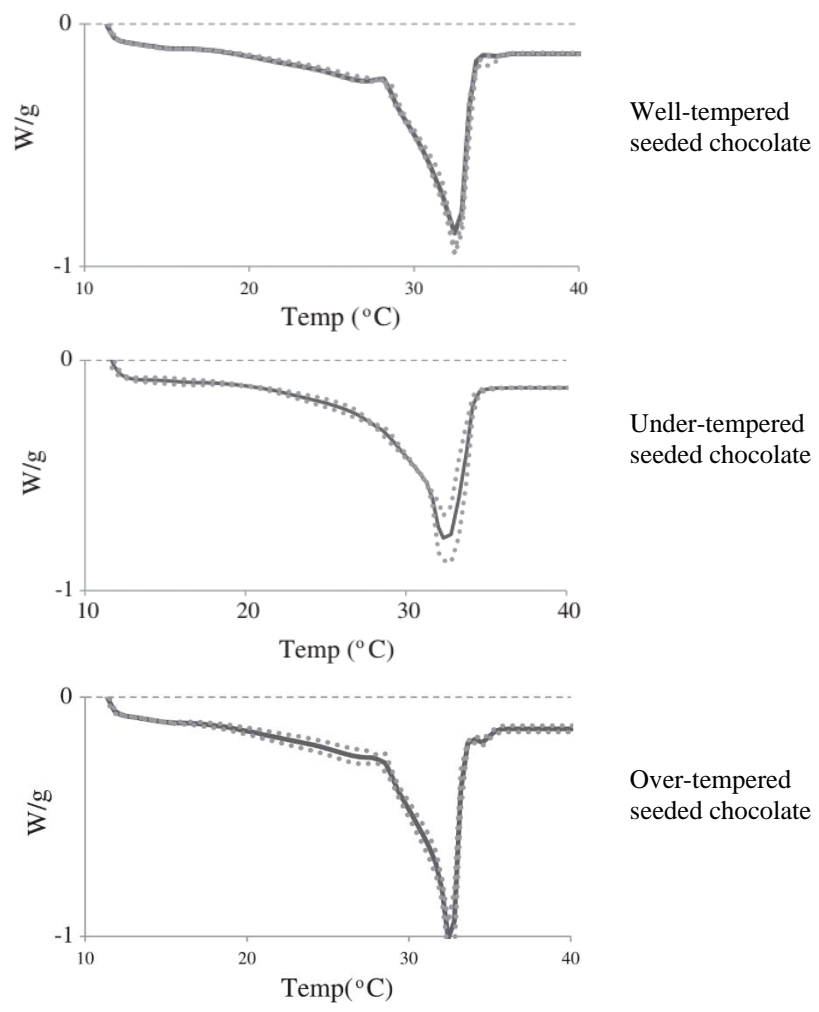 0
W/g
-1
10 20 30 40
Temp (°C)
Well-tempered
seeded chocolate
0
W/g
-1
10 20 30 40
Temp (°C)
Under-tempered
seeded chocolate
0
W/g
-1
10 20 30 40
Temp(°C)
Over-tempered
seeded chocolate